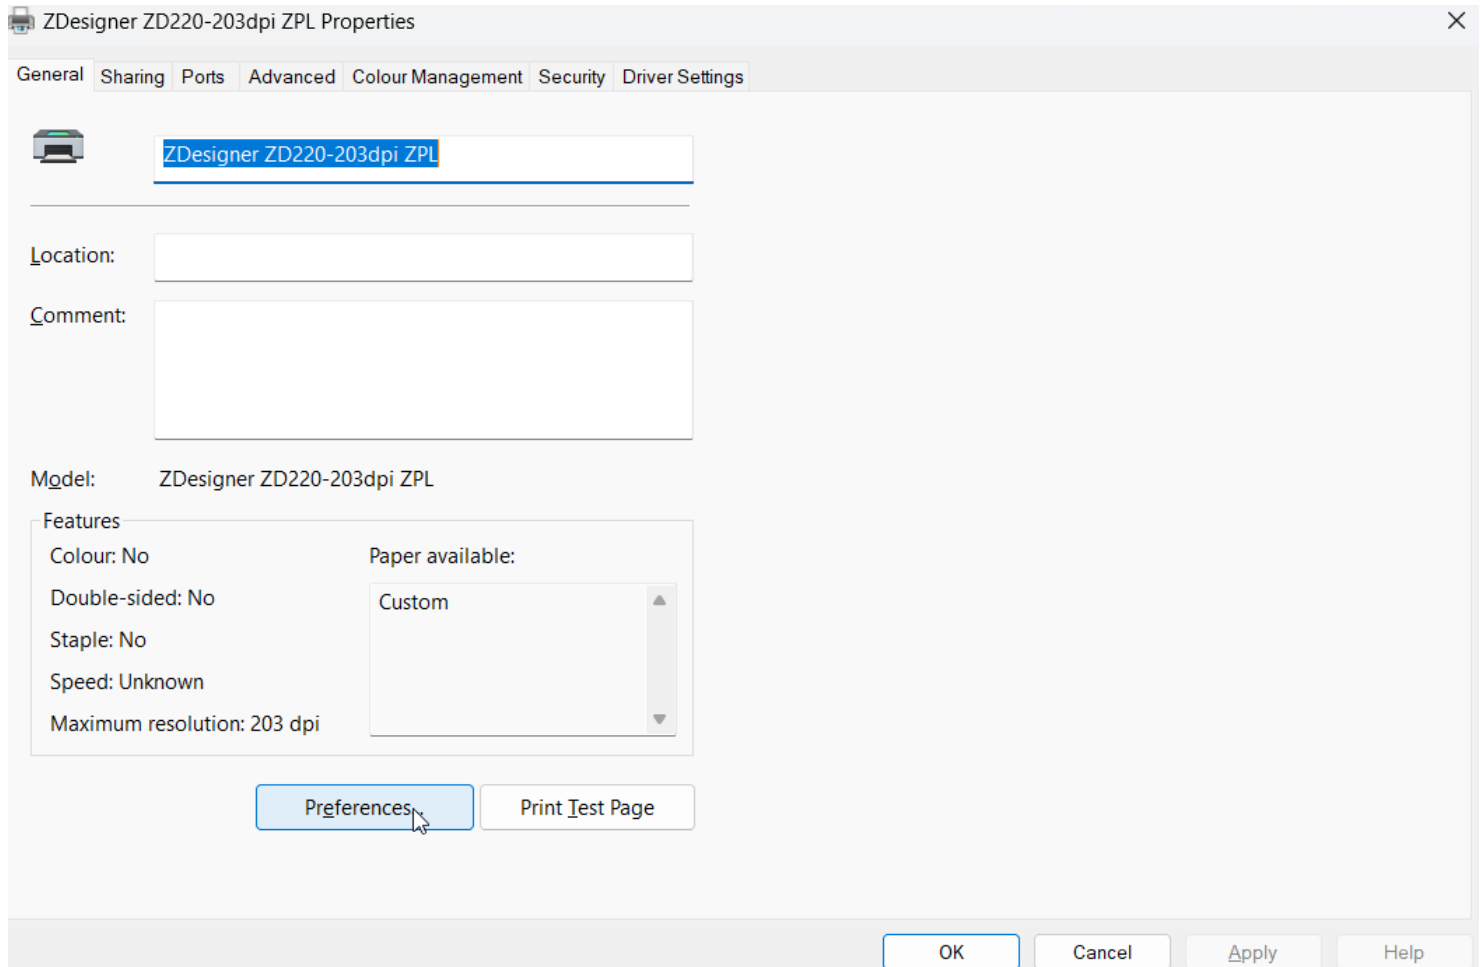 ZDesigner ZD220-203dpi ZPL Properties
General Sharing Ports Advanced Colour Management Security Driver Settings
ZDesigner ZD220-203dpi ZPL
Location:
Comment:
Model: ZDesigner ZD220-203dpi ZPL
Features
Colour: No Paper available:
Double-sided: No Custom
Staple: No
Speed: Unknown
Maximum resolution: 203 dpi
Preferences... Print Test Page
OK Cancel Apply Help